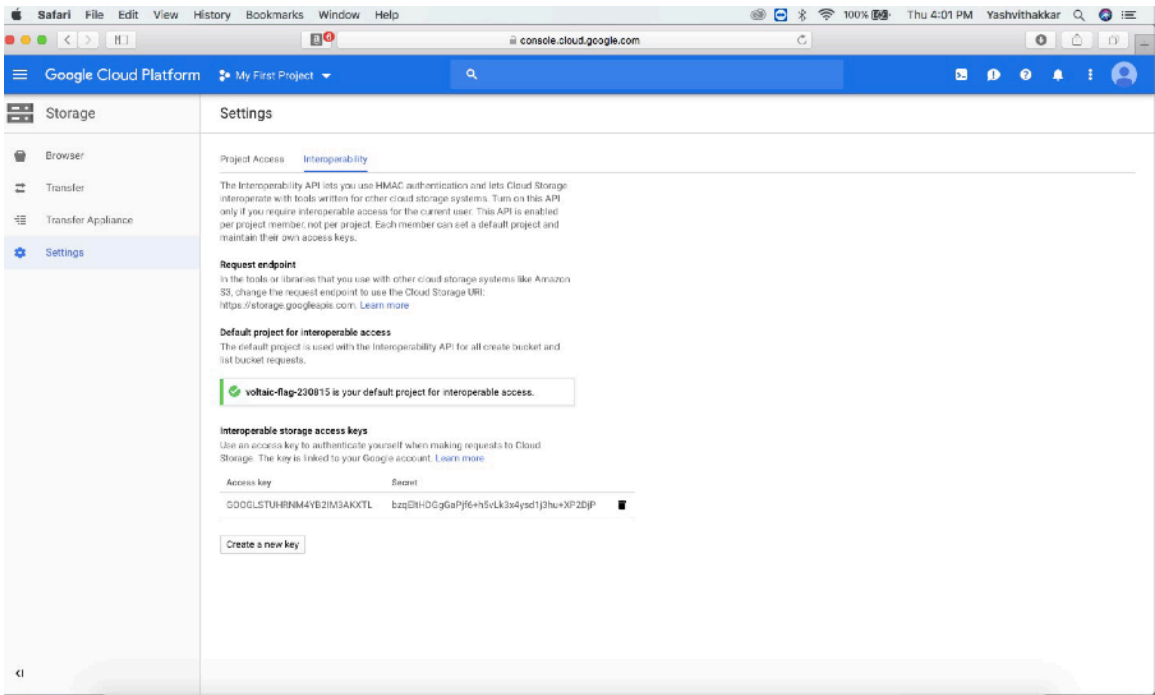 Safari File Edit View History Bookmarks Window Help 100% Thu 4:01 PM Yashvithakkar
console.cloud.google.com
Google Cloud Platform My First Project
Storage
Settings
Browser
Transfer
Transfer Appliance
Settings
Project Access Interoperability
The Interoperability API lets you use HMAC authentication and lets Cloud Storage
interoperate with tools written for other cloud storage systems. Turn on this API
only if you require interoperable access for the current user. This API is enabled
per project member, not per project. Each member can set a default project and
maintain their own access keys.
Request endpoint
In the tools or libraries that you use with other cloud storage systems like Amazon
S3, change the request endpoint to use the Cloud Storage URI:
https://storage.googleapis.com. Learn more
Default project for interoperable access
The default project is used with the Interoperability API for all create bucket and
list bucket requests.
voltaic-flag-230815 is your default project for interoperable access.
Interoperable storage access keys
Use an access key to authenticate yourself when making requests to Cloud
Storage. The key is linked to your Google account. Learn more
Access key Secret
Create a new key